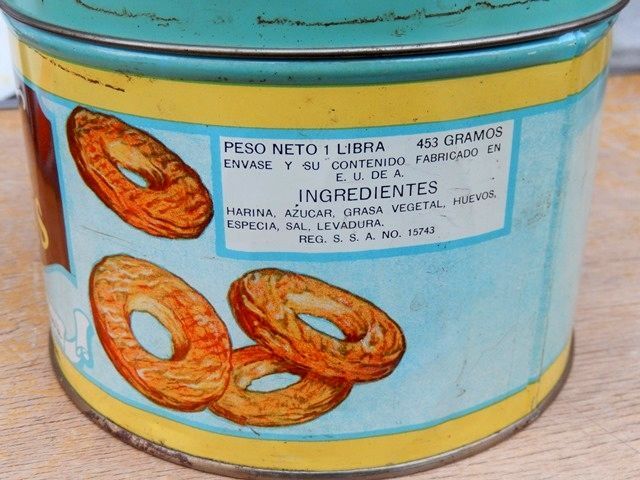 PESO NETO 1 LIBRA 453 GRAMOS
ENVASE Y SU CONTENIDO FABRICADO EN
E. U. DE A.
INGREDIENTES
HARINA, AZUCAR, GRASA VEGETAL, HUEVOS,
ESPECIA, SAL, LEVADURA.
REG. S. S. A. NO. 15743